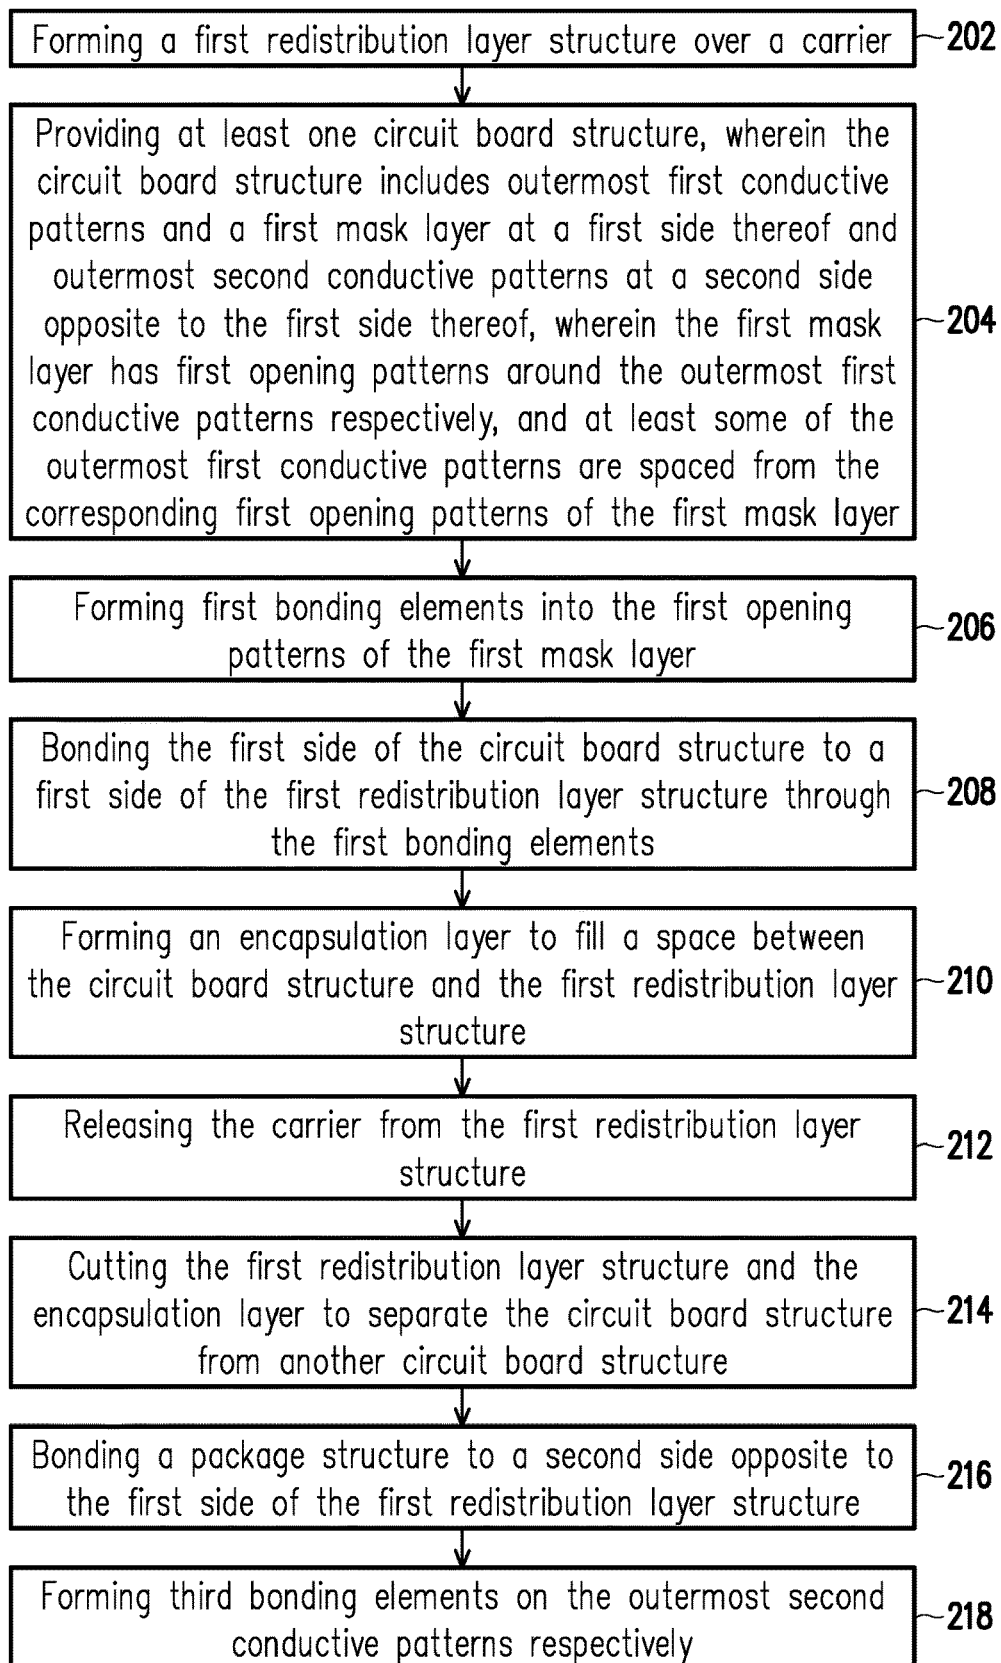 Forming a first redistribution layer structure over a carrier
202
Providing at least one circuit board structure, wherein the
circuit board structure includes outermost first conductive
patterns and a first mask layer at a first side thereof and
outermost second conductive patterns at a second side
opposite to the first side thereof, wherein the first mask
layer has first opening patterns around the outermost first
conductive patterns respectively, and at least some of the
outermost first conductive patterns are spaced from the
corresponding first opening patterns of the first mask layer
204
Forming first bonding elements into the first opening
patterns of the first mask layer
206
Bonding the first side of the circuit board structure to a
first side of the first redistribution layer structure through
the first bonding elements
208
Forming an encapsulation layer to fill a space between
the circuit board structure and the first redistribution layer
structure
210
Releasing the carrier from the first redistribution layer
structure
212
Cutting the first redistribution layer structure and the
encapsulation layer to separate the circuit board structure
from another circuit board structure
214
Bonding a package structure to a second side opposite to
the first side of the first redistribution layer structure
216
Forming third bonding elements on the outermost second
conductive patterns respectively
218